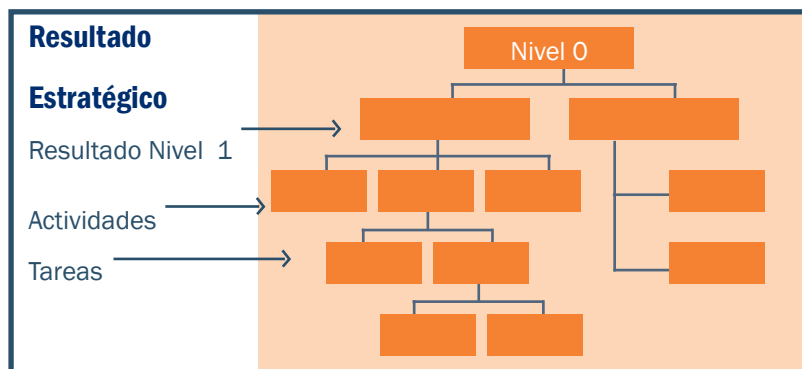 Resultado
Estratégico
Resultado Nivel 1
Actividades
Tareas
Nivel 0